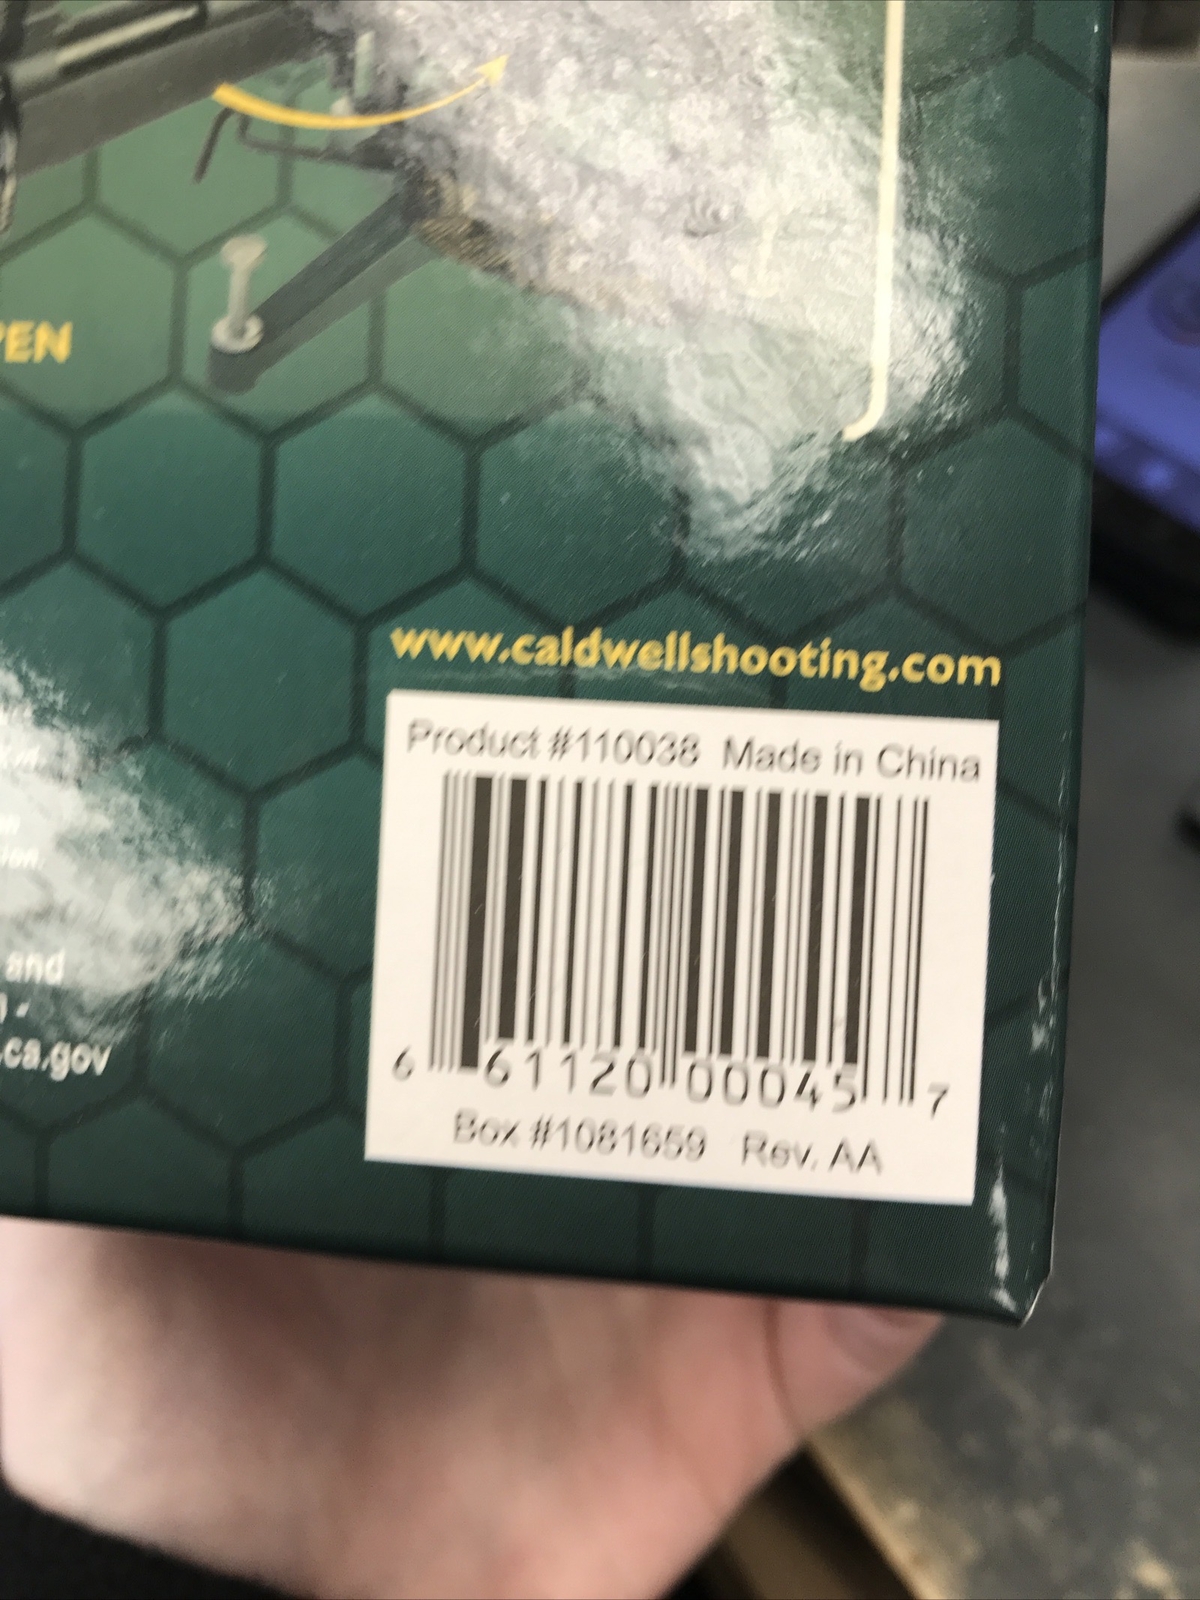 PEN
www.caldwellshooting.com
Product #110038 Made in China
6 61120 00045 7
Box #1081659 Rev. AA
and
.ca.gov